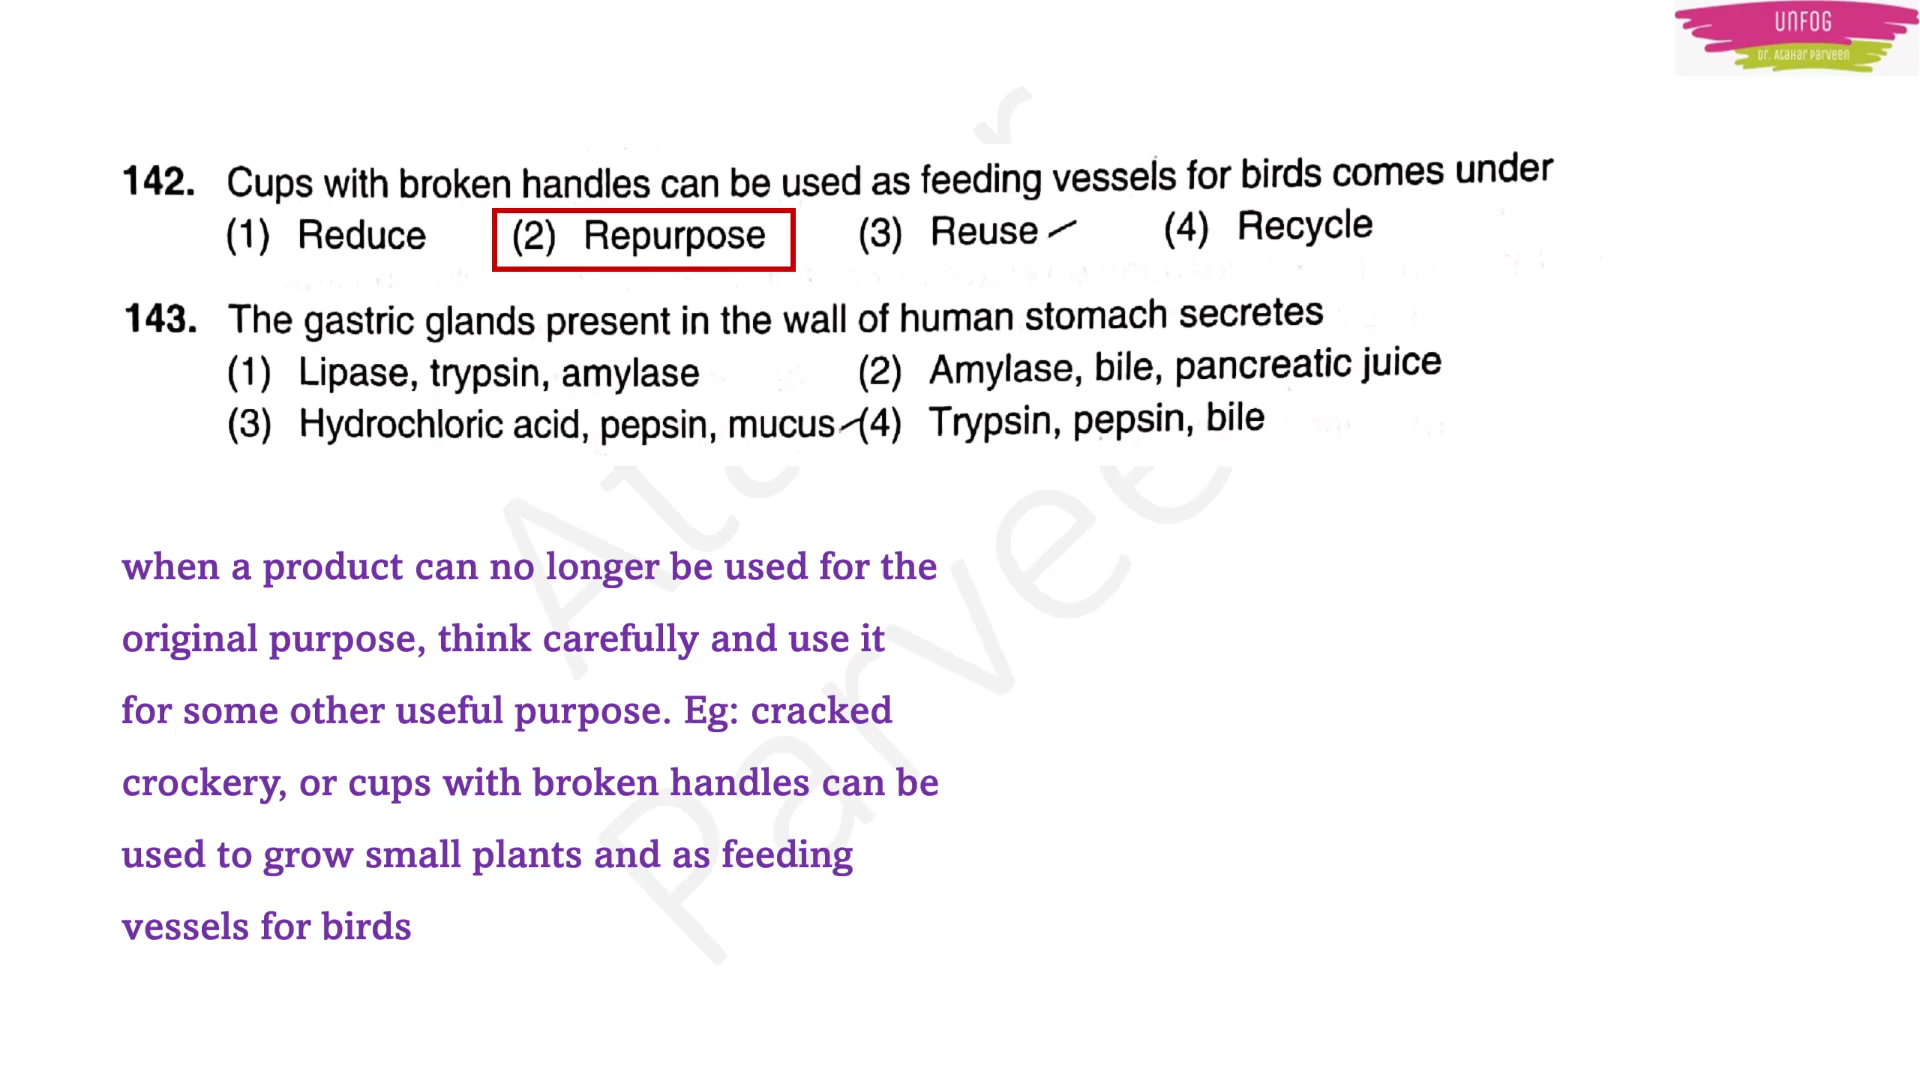 UNFOG
Dr. Atahar Parveen
142. Cups with broken handles can be used as feeding vessels for birds comes under
(1) Reduce (2) Repurpose (3) Reuse (4) Recycle
143. The gastric glands present in the wall of human stomach secretes
(1) Lipase, trypsin, amylase (2) Amylase, bile, pancreatic juice
(3) Hydrochloric acid, pepsin, mucus (4) Trypsin, pepsin, bile
when a product can no longer be used for the
original purpose, think carefully and use it
for some other useful purpose. Eg: cracked
crockery, or cups with broken handles can be
used to grow small plants and as feeding
vessels for birds